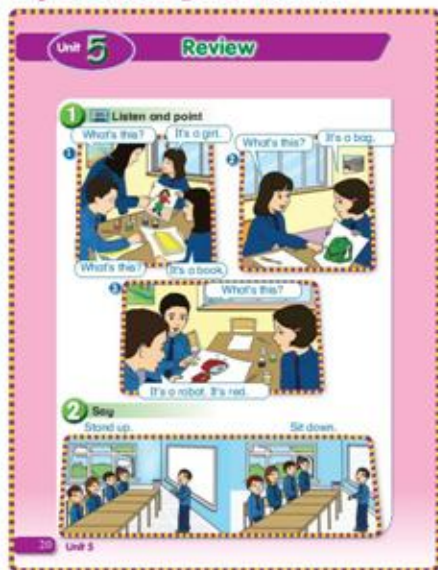 Unit 5
Review
1 Listen and point
What's this?
It's a girl.
1
What's this?
It's a book.
2
What's this?
It's a bag.
3
What's this?
It's a robot. It's red.
2 Say
Stand up.
Sit down.
20 Unit 5